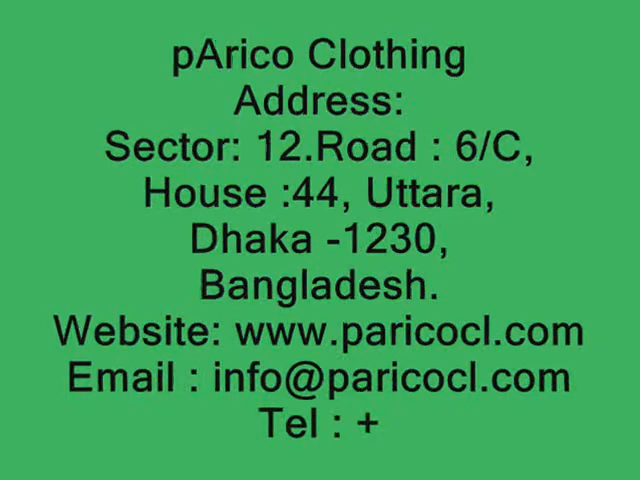 pArico Clothing
Address:
Sector: 12.Road : 6/C,
House :44, Uttara,
Dhaka -1230,
Bangladesh.
Website: www.paricocl.com
Email : info@paricocl.com
Tel : +